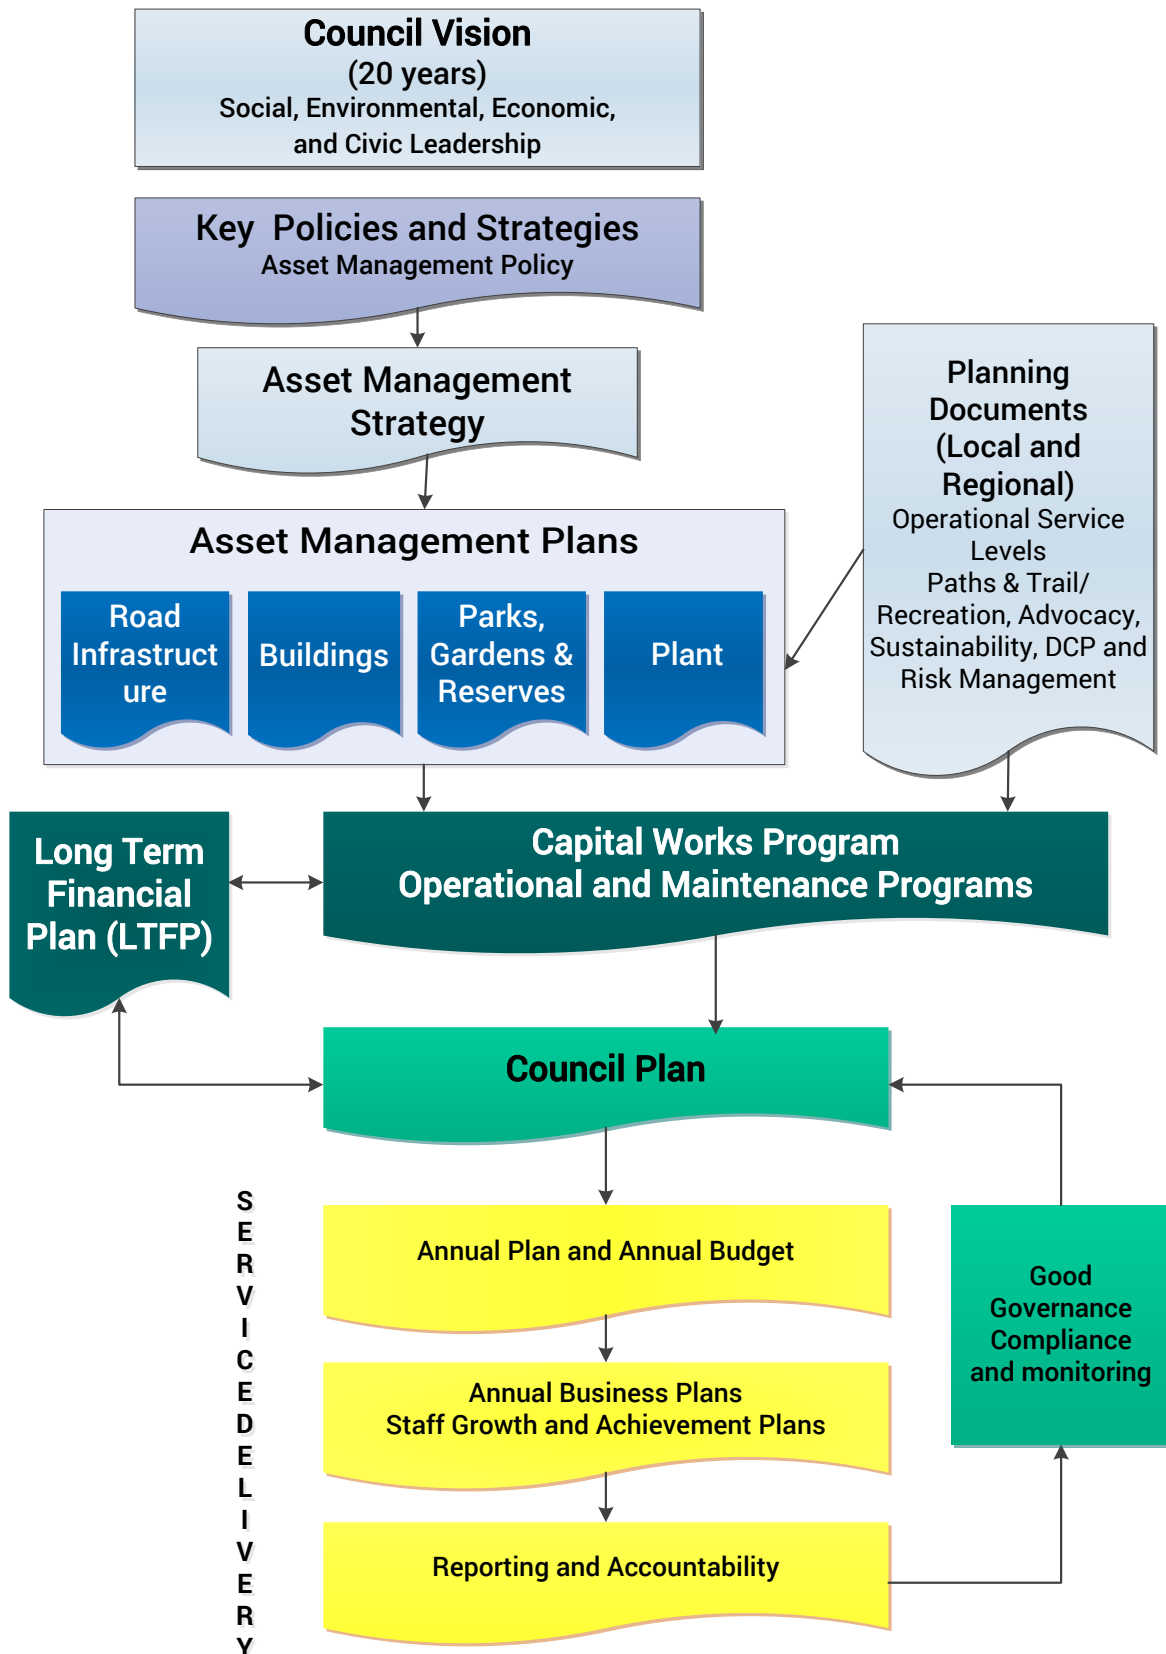 Council Vision
(20 years)
Social, Environmental, Economic,
and Civic Leadership
Key Policies and Strategies
Asset Management Policy
Asset Management
Strategy
Planning
Documents
(Local and
Regional)
Operational Service
Levels
Paths & Trail/
Recreation, Advocacy,
Sustainability, DCP and
Risk Management
Asset Management Plans
Road
Infrastruct
ure
Buildings
Parks,
Gardens &
Reserves
Plant
Long Term
Financial
Plan (LTFP)
Capital Works Program
Operational and Maintenance Programs
Council Plan
S
E
R
V
I
C
E
D
E
L
I
V
E
R
Y
Annual Plan and Annual Budget
Annual Business Plans
Staff Growth and Achievement Plans
Reporting and Accountability
Good
Governance
Compliance
and monitoring